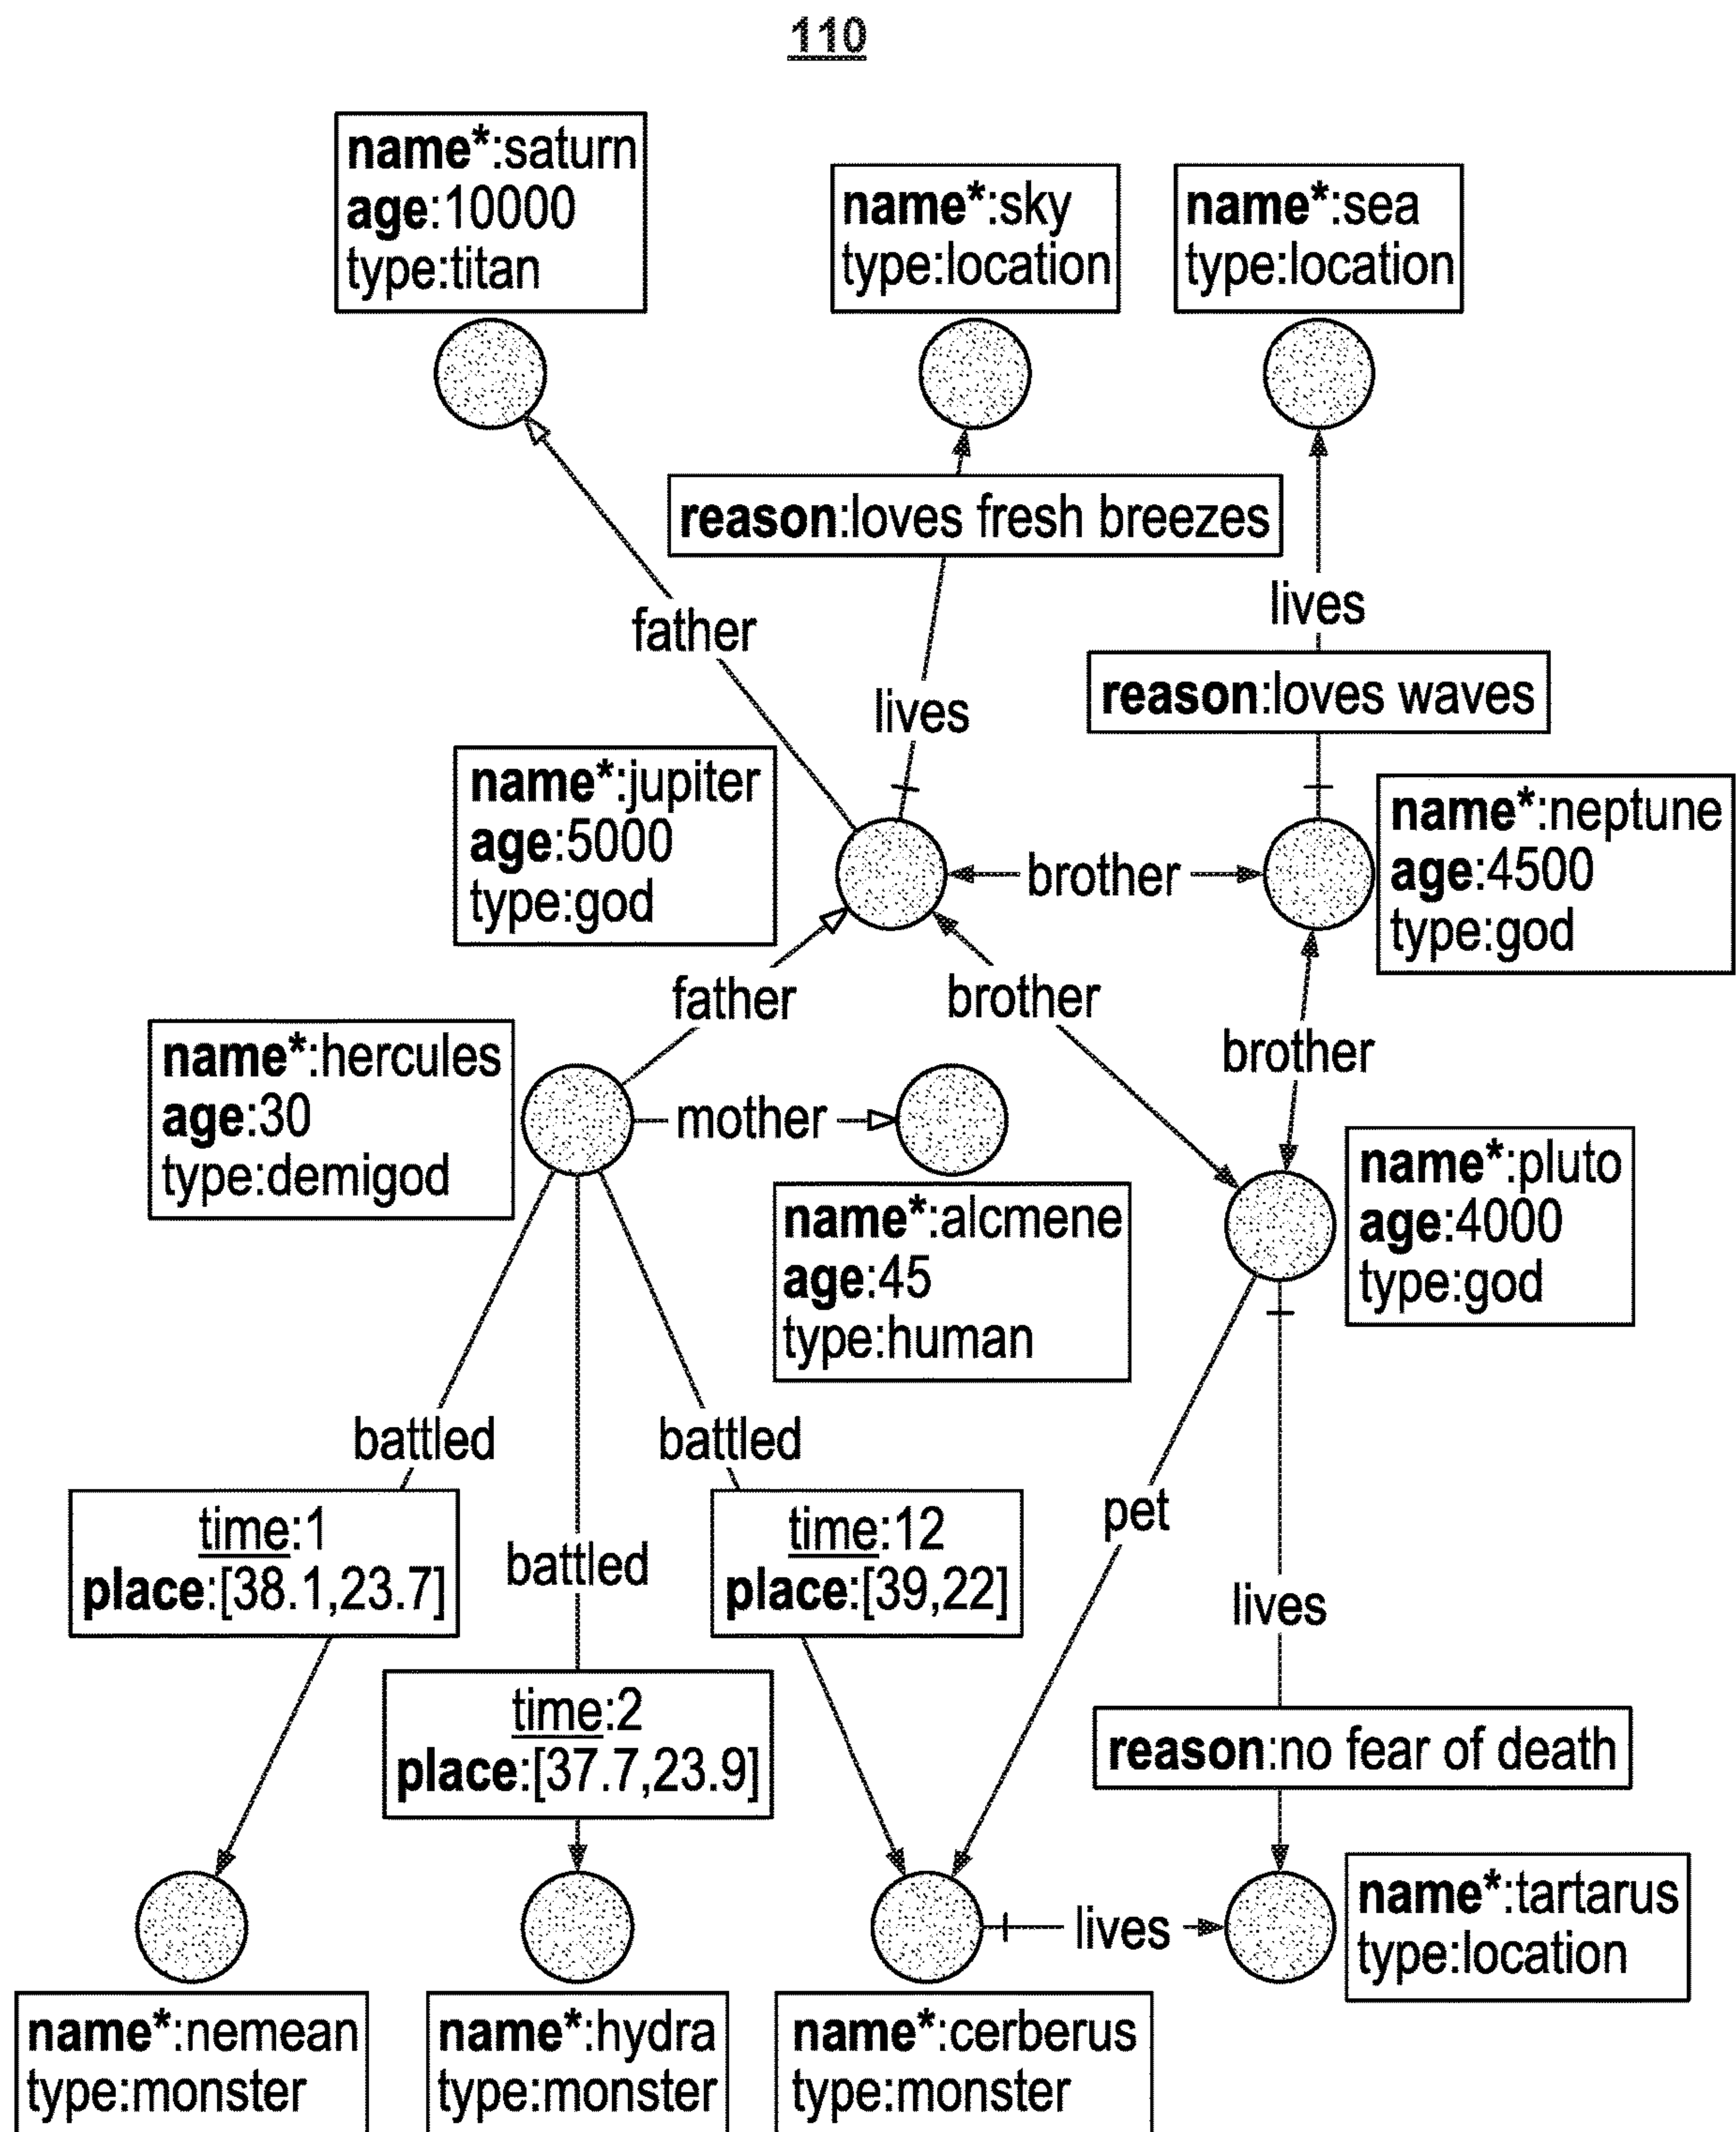 110
name*:saturn
age:10000
type:titan
name*:sky
type:location
name*:sea
type:location
reason:loves fresh breezes
lives
father
reason:loves waves
lives
name*:jupiter
age:5000
type:god
brother
name*:neptune
age:4500
type:god
father
brother
brother
name*:hercules
age:30
type:demigod
mother
name*:alcmene
age:45
type:human
name*:pluto
age:4000
type:god
battled
battled
battled
time:1
place:[38.1,23.7]
time:12
place:[39,22]
pet
lives
time:2
place:[37.7,23.9]
reason:no fear of death
lives
name*:tartarus
type:location
name*:nemean
type:monster
name*:hydra
type:monster
name*:cerberus
type:monster